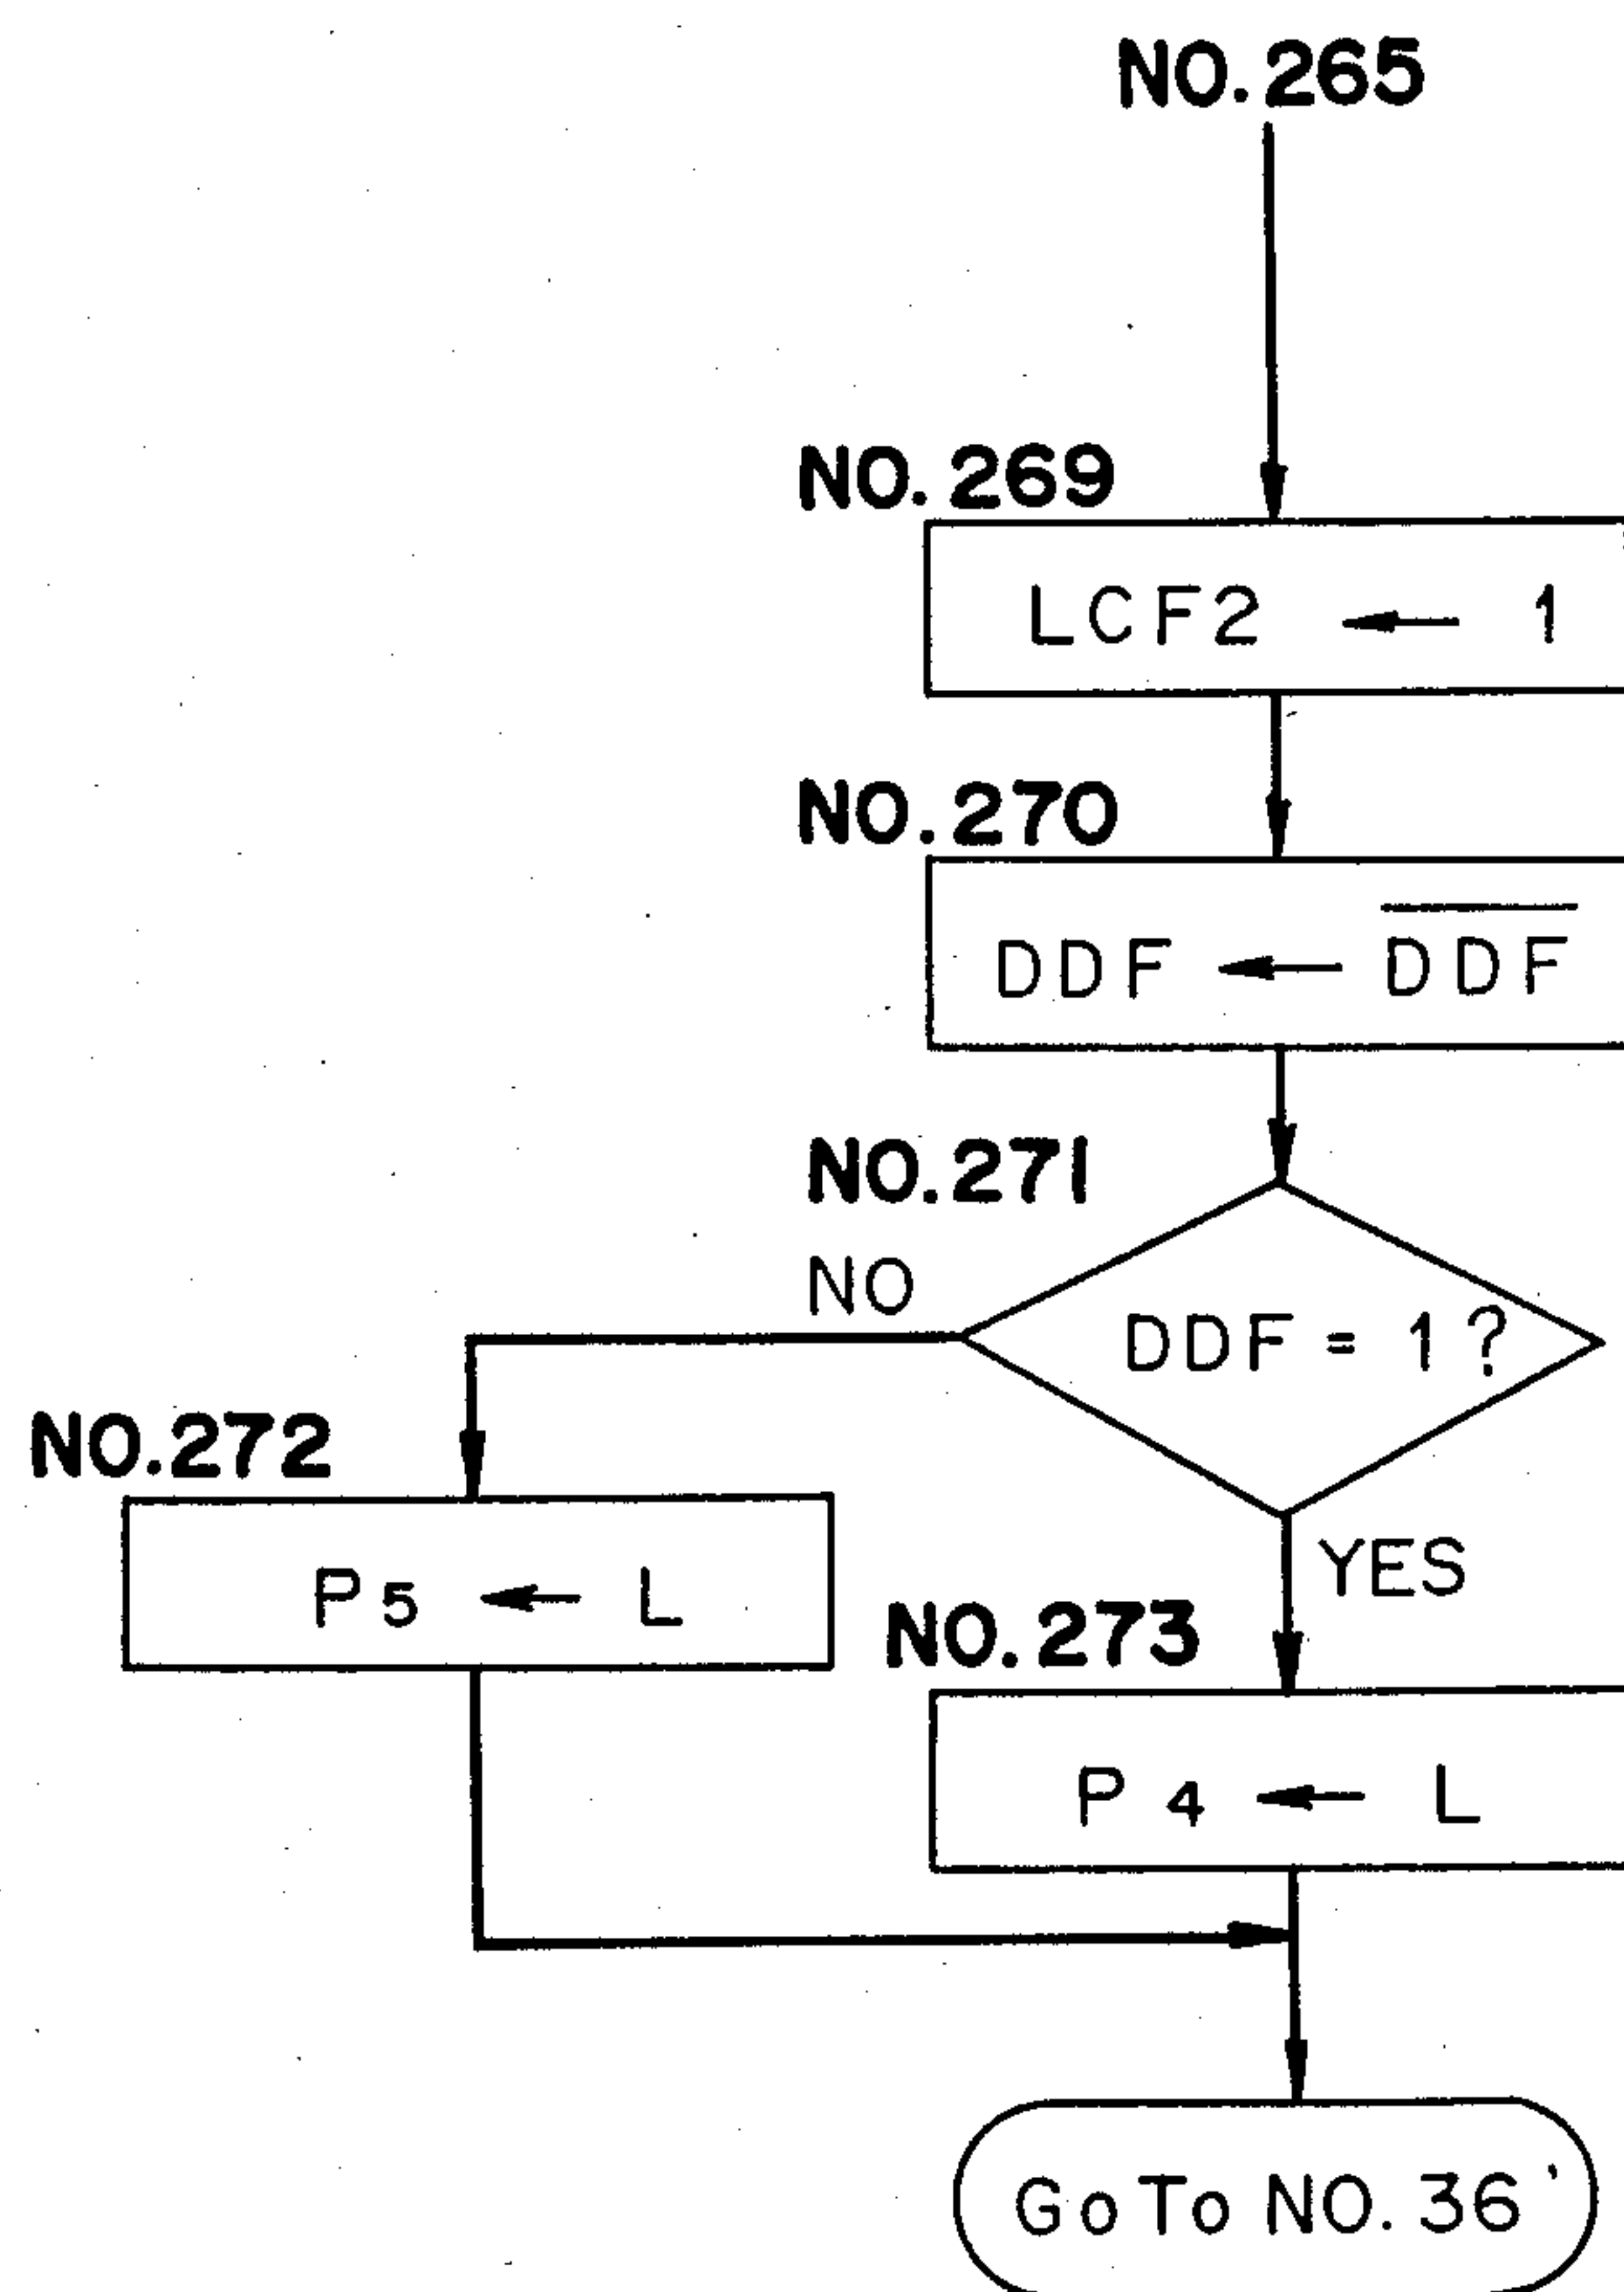 NO.265
NO.269
LCF2 ← 1
NO.270
DDF ← D̅D̅F̅
NO.271
NO
DDF = 1?
NO.272
YES
P5 ← L
NO.273
P4 ← L
GoTo NO.36